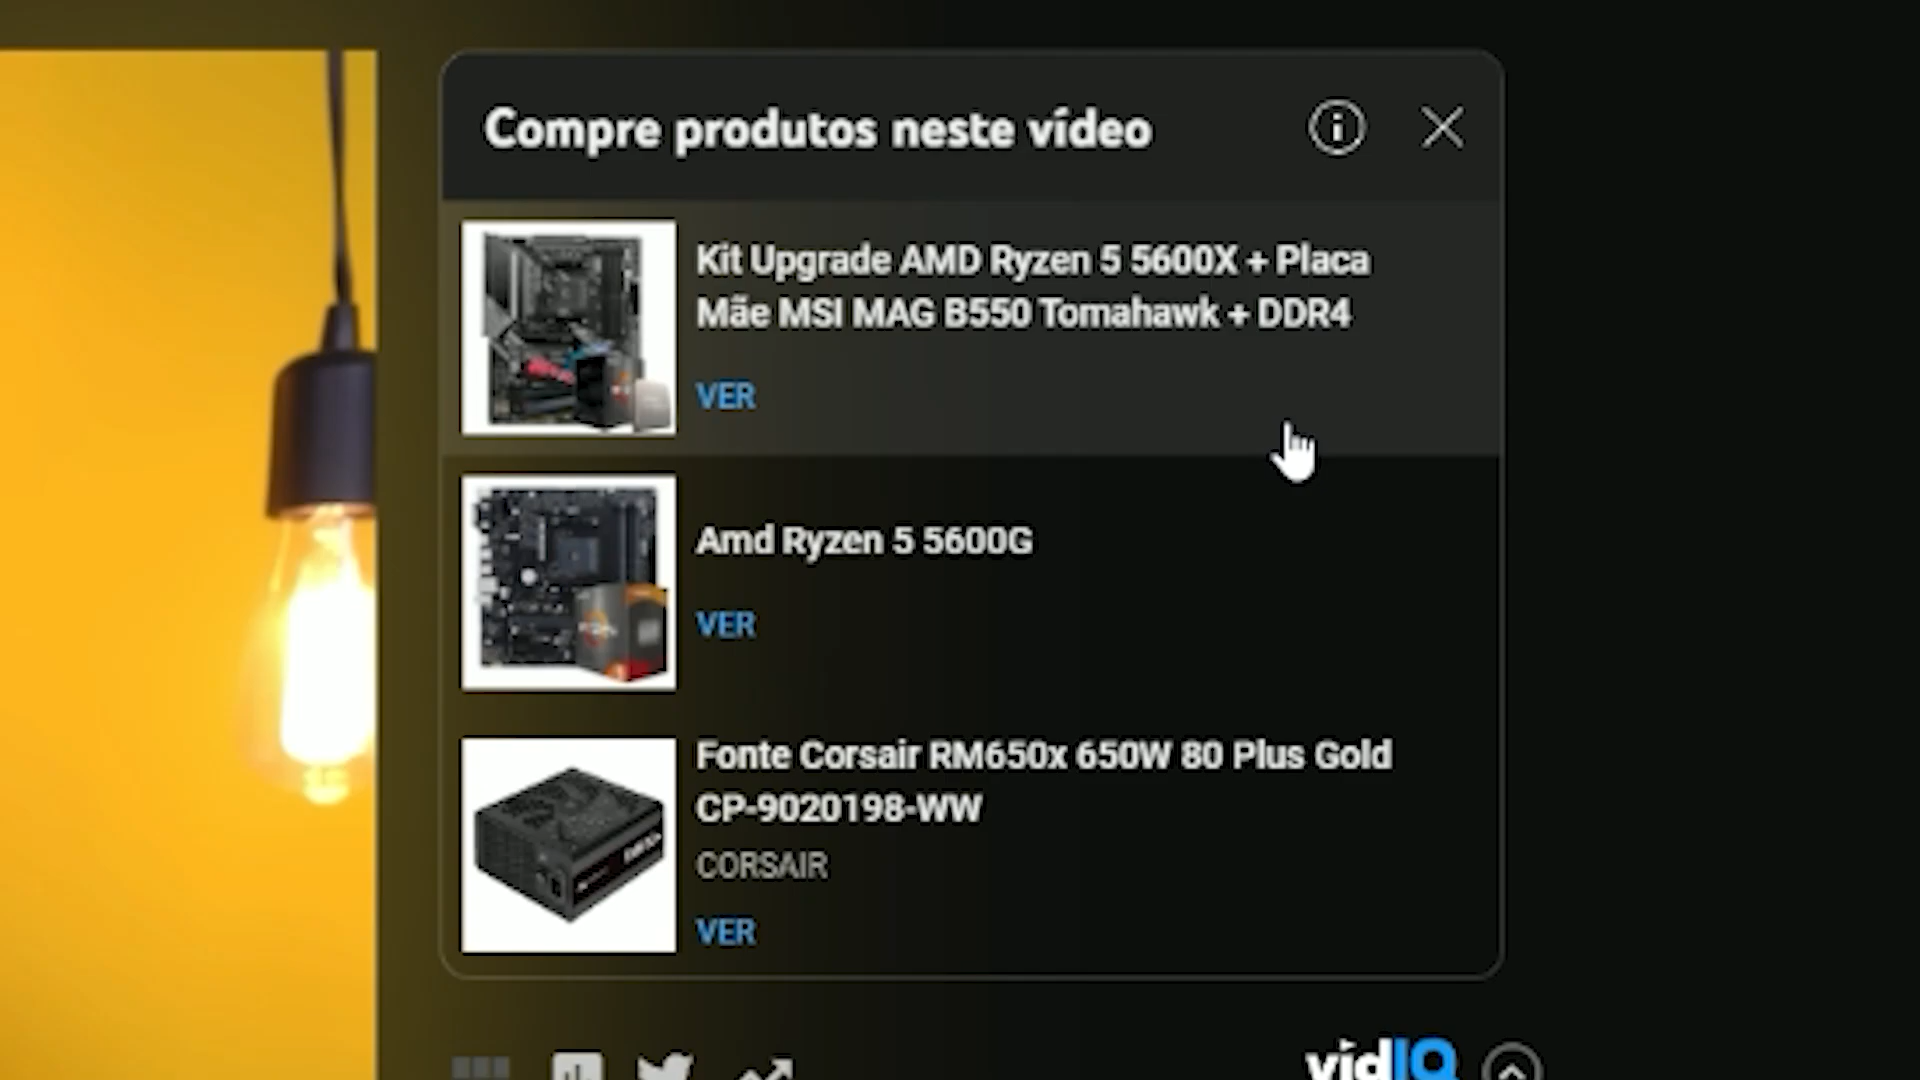 Compre produtos neste vídeo
Kit Upgrade AMD Ryzen 5 5600X + Placa
Mãe MSI MAG B550 Tomahawk + DDR4
VER
Amd Ryzen 5 5600G
VER
Fonte Corsair RM650x 650W 80 Plus Gold
CP-9020198-WW
CORSAIR
VER
vidIQ